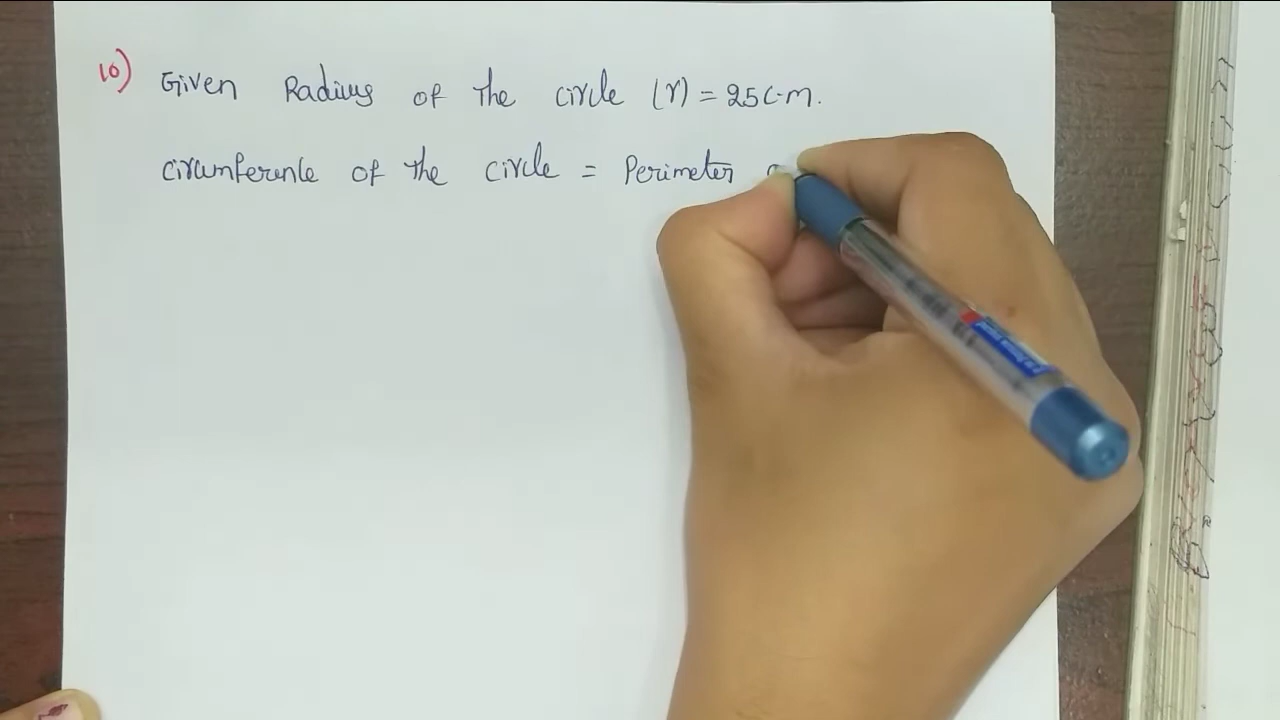 10) Given Radius of the circle (r) = 25 c.m.
circumference of the circle = Perimeter